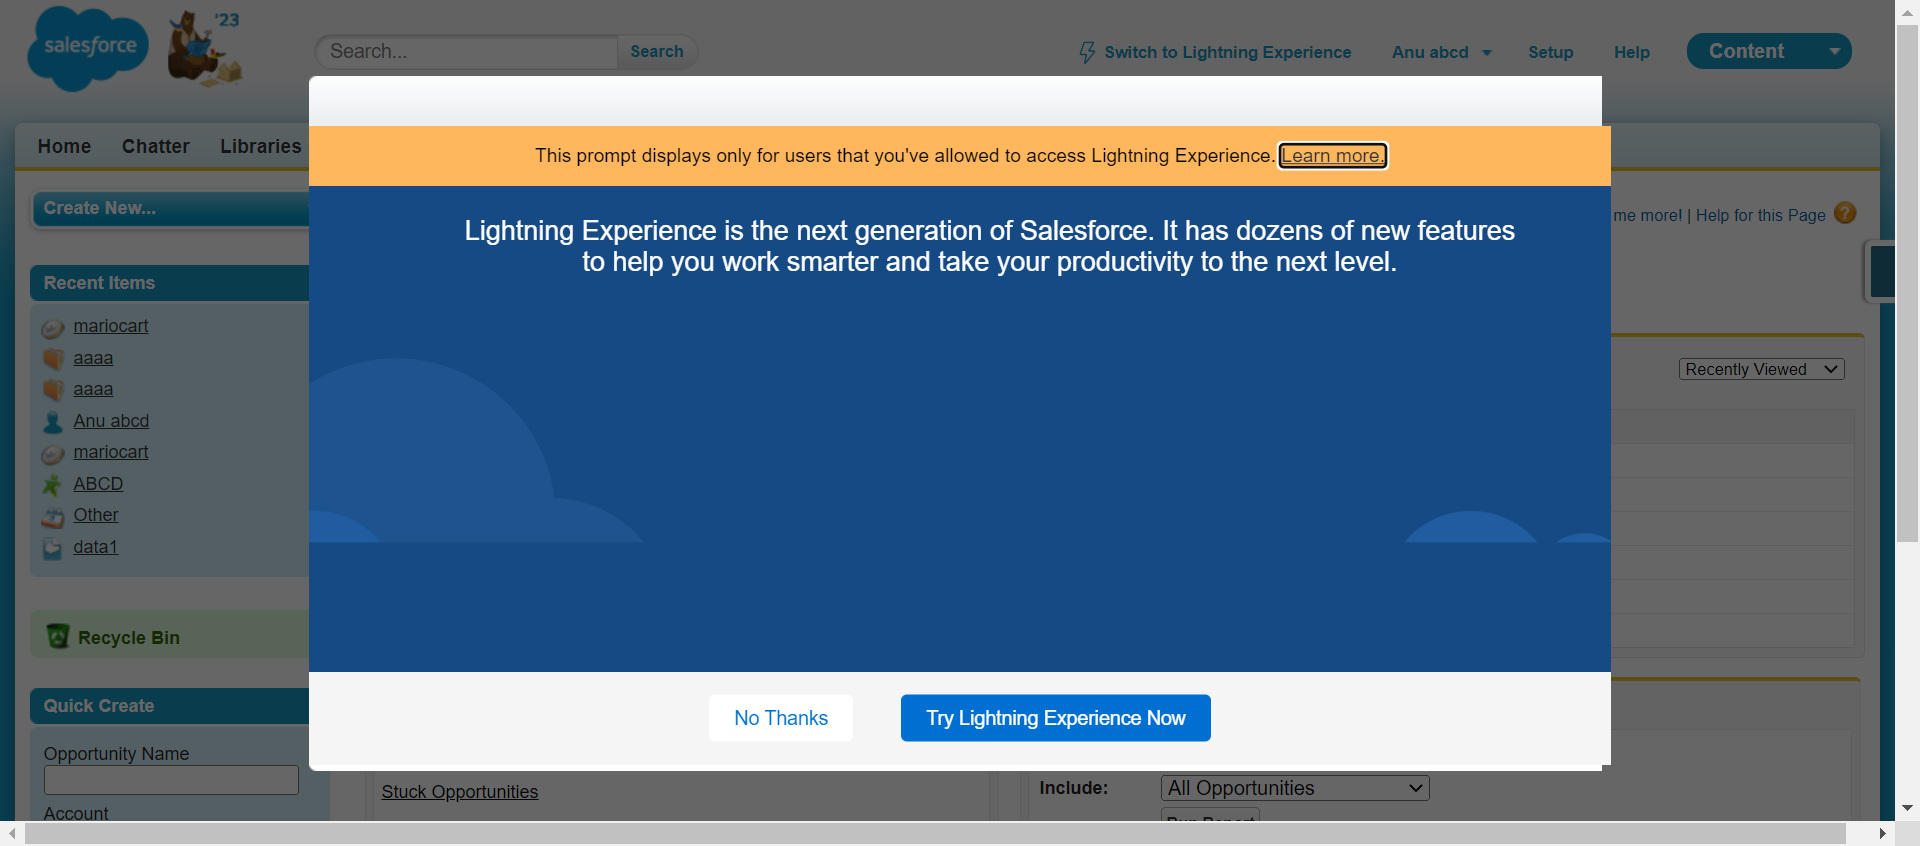 salesforce
'23
Search...
Search
Switch to Lightning Experience
Anu abcd
Setup
Help
Content
Home
Chatter
Libraries
This prompt displays only for users that you've allowed to access Lightning Experience. Learn more.
Create New...
Lightning Experience is the next generation of Salesforce. It has dozens of new features
to help you work smarter and take your productivity to the next level.
me more! | Help for this Page ?
Recent Items
mariocart
aaaa
aaaa
Anu abcd
mariocart
ABCD
Other
data1
Recently Viewed
Recycle Bin
Quick Create
Opportunity Name
Account
No Thanks
Try Lightning Experience Now
Stuck Opportunities
Include:
All Opportunities
Run Report